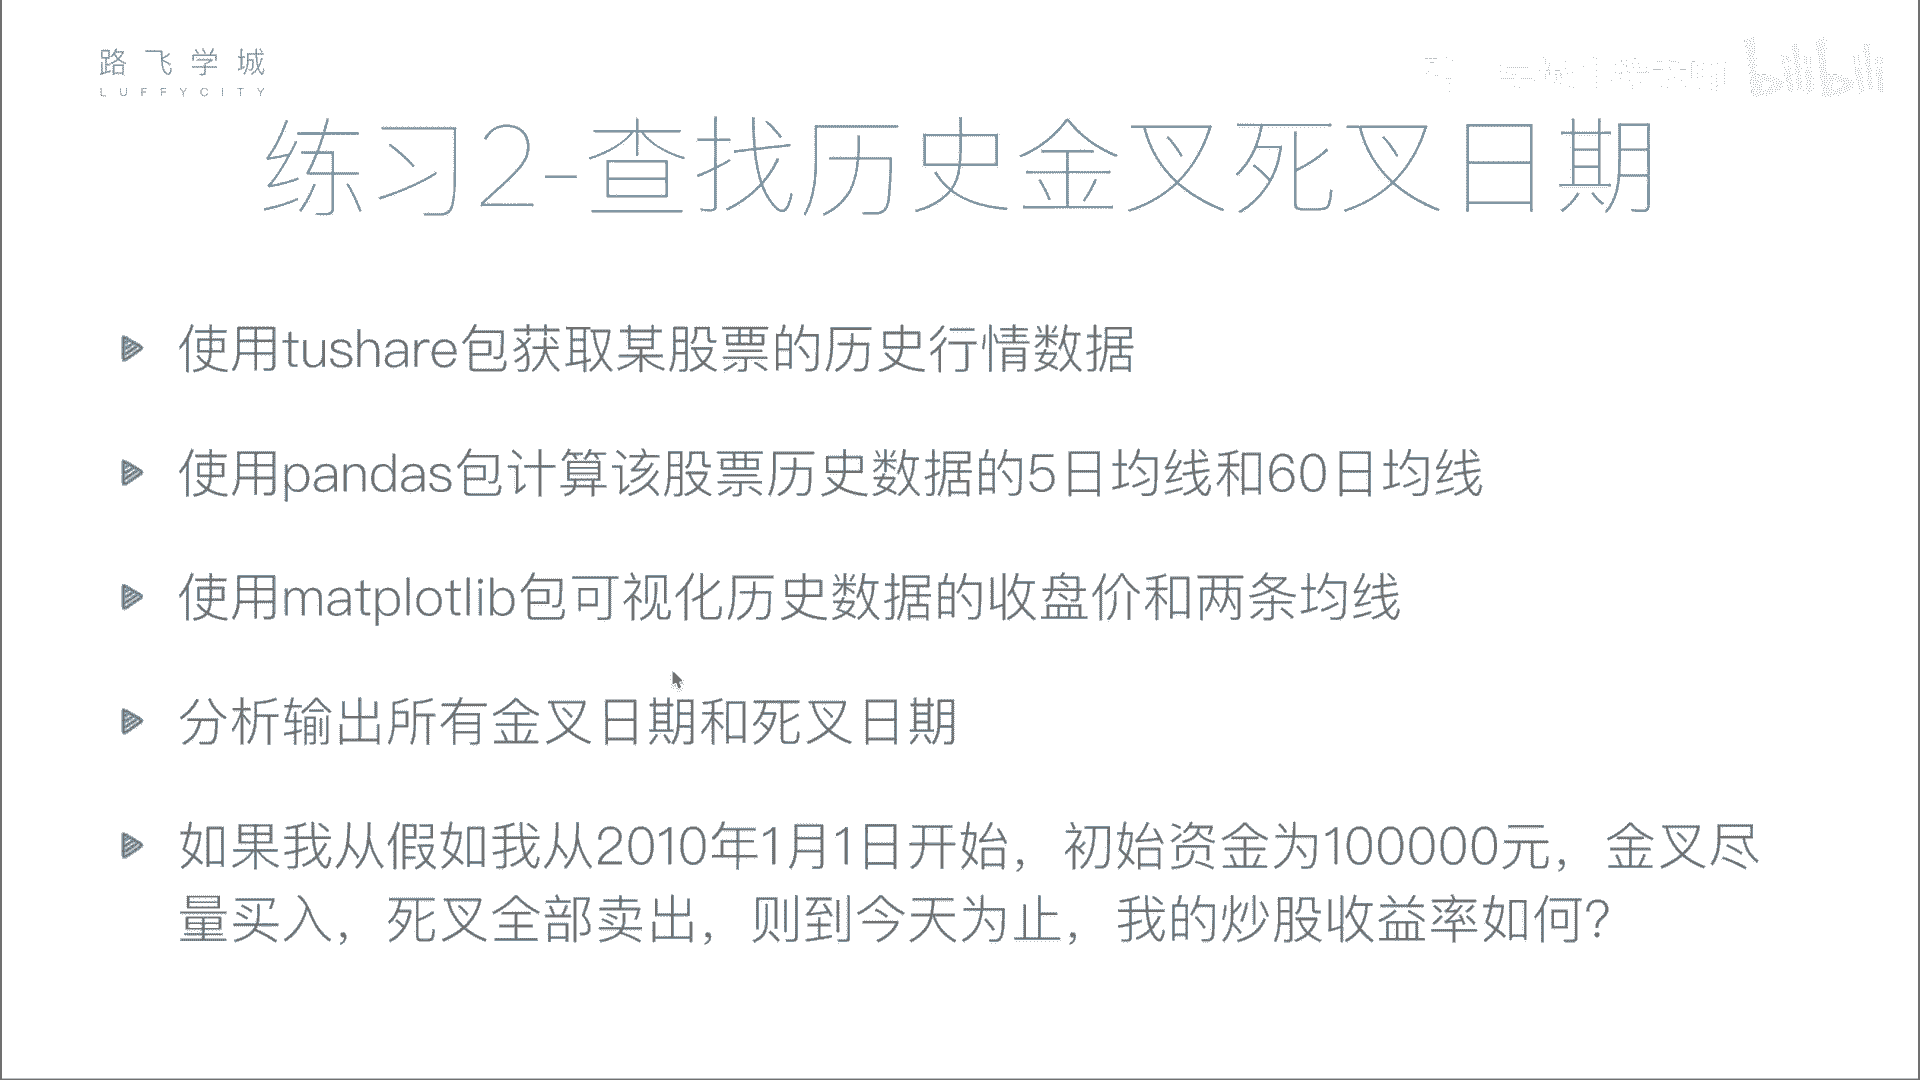 路飞学城
LUFFYCITY
bilibili
练习2-查找历史金叉死叉日期
使用tushare包获取某股票的历史行情数据
使用pandas包计算该股票历史数据的5日均线和60日均线
使用matplotlib包可视化历史数据的收盘价和两条均线
分析输出所有金叉日期和死叉日期
如果我从假如我从2010年1月1日开始，初始资金为100000元，金叉尽
量买入，死叉全部卖出，则到今天为止，我的炒股收益率如何？